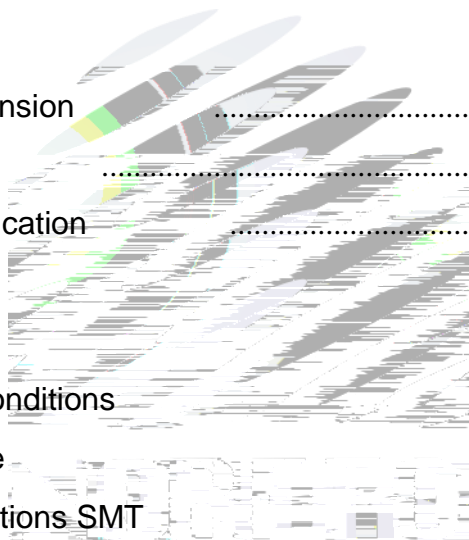 nsion ........................
........................
cation ........................
onditions
e
tions SMT